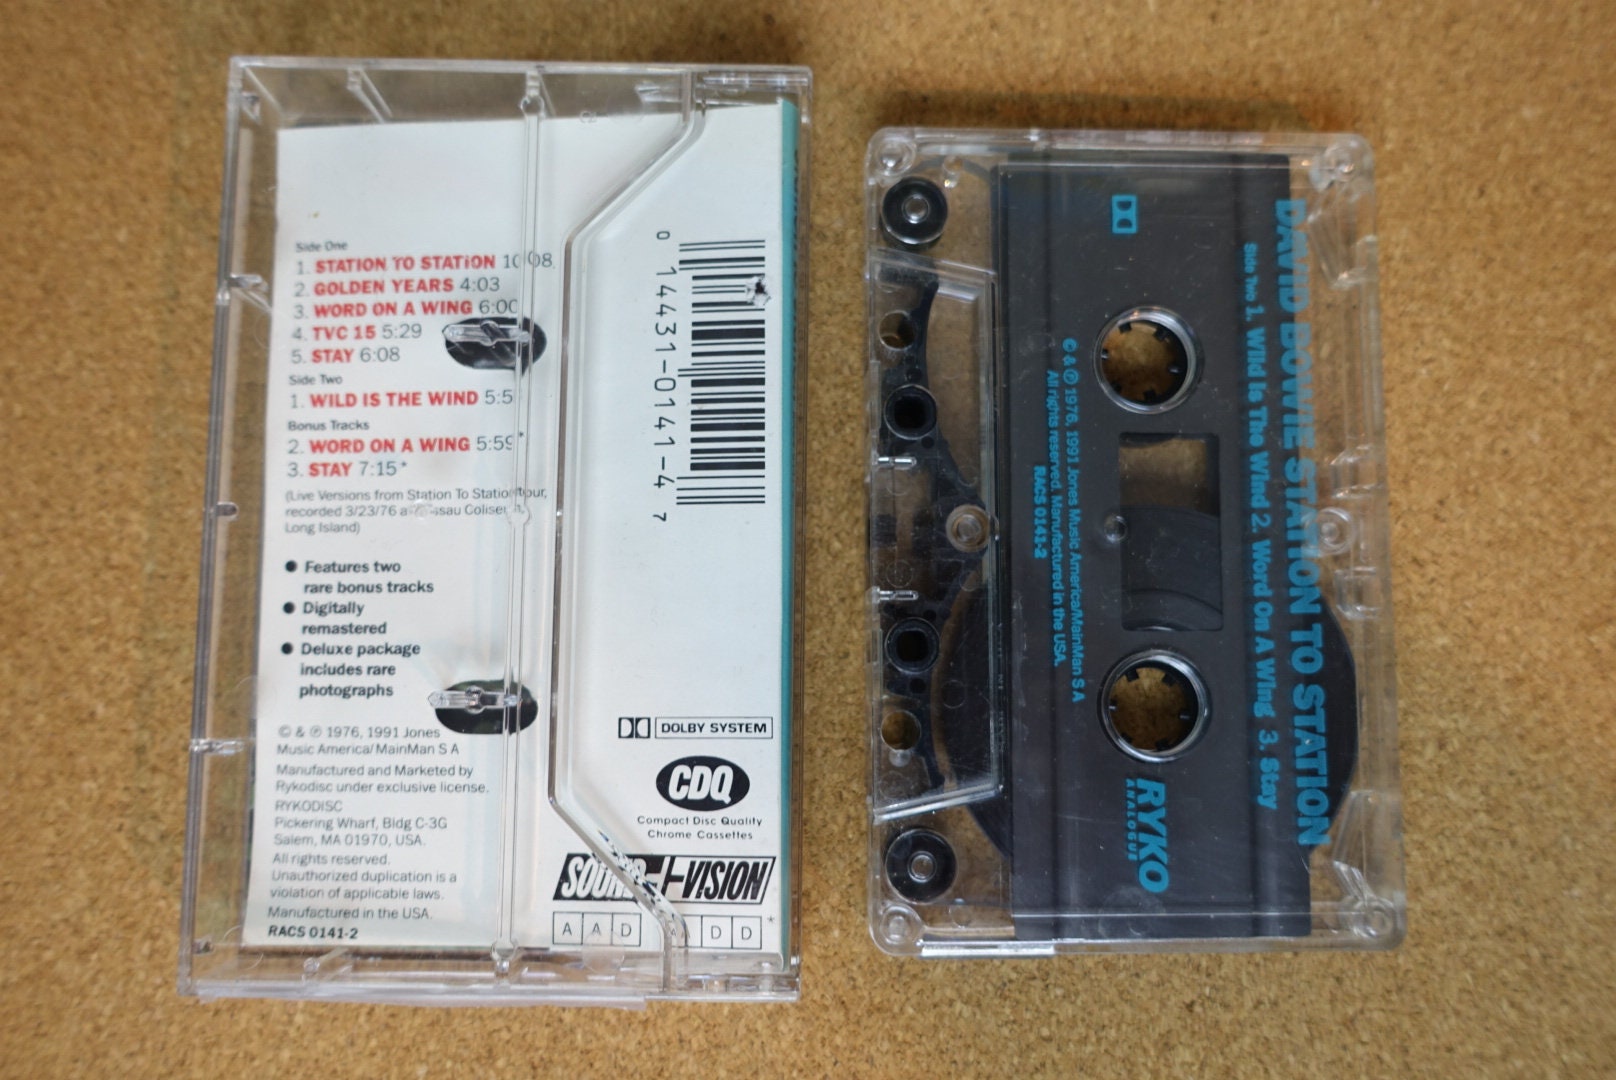 Side One
1. STATION TO STATION 10:08
2. GOLDEN YEARS 4:03
3. WORD ON A WING 6:00
4. TVC 15 5:29
5. STAY 6:08
Side Two
1. WILD IS THE WIND 5:5
Bonus Tracks
2. WORD ON A WING 5:59*
3. STAY 7:15*
(Live Versions from Station To Station tour,
recorded 3/23/76 at Nassau Coliseum,
Long Island)
● Features two
rare bonus tracks
● Digitally
remastered
● Deluxe package
includes rare
photographs
© & ℗ 1976, 1991 Jones
Music America/MainMan S A
Manufactured and Marketed by
Rykodisc under exclusive license.
RYKODISC
Pickering Wharf, Bldg C-3G
Salem, MA 01970, USA.
All rights reserved.
Unauthorized duplication is a
violation of applicable laws.
Manufactured in the USA.
RACS 0141-2
0 14431-0141-4 7
DOLBY SYSTEM
CDQ
Compact Disc Quality
Chrome Cassettes
SOUND+VISION
AAD ADD*
DAVID BOWIE STATION TO STATION
Side Two 1. Wild Is The Wind 2. Word On A Wing 3. Stay
© & ℗ 1976, 1991 Jones Music America/MainMan S A
All rights reserved. Manufactured in the USA.
RACS 0141-2
RYKO
ANALOGUE